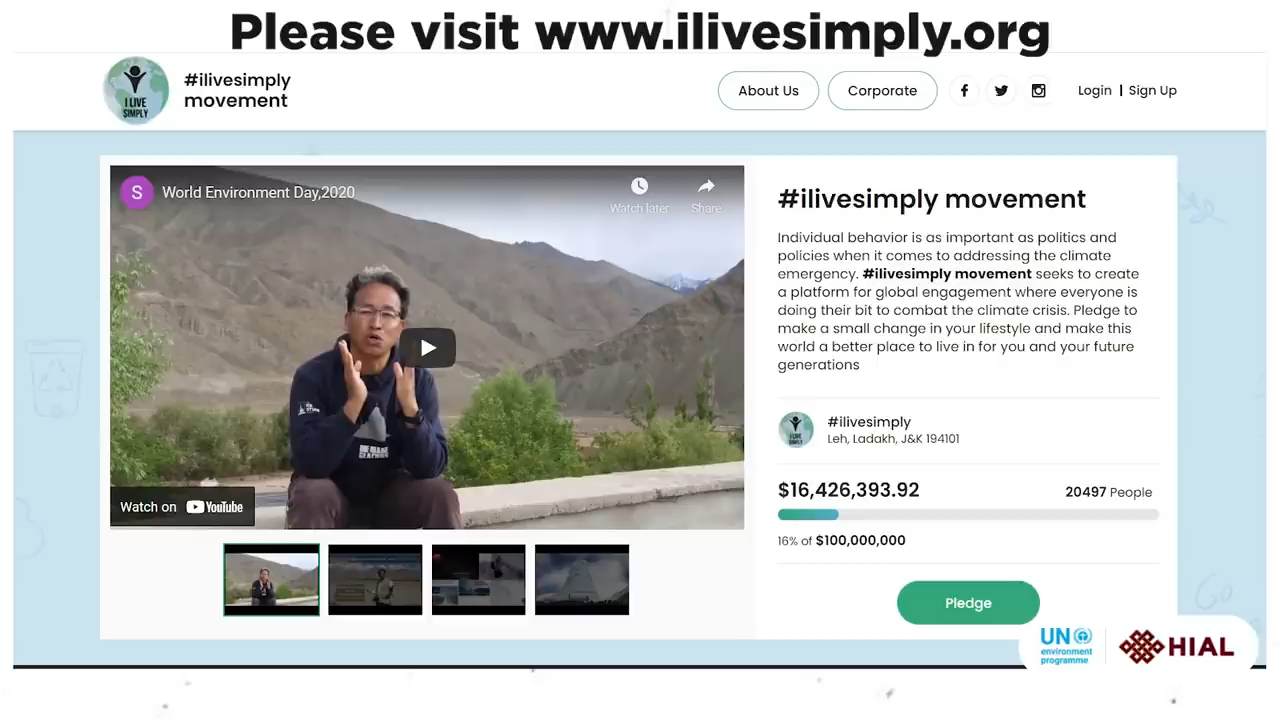 Please visit www.ilivesimply.org
I LIVE
SIMPLY
#ilivesimply
movement
About Us
Corporate
Login | Sign Up
S
World Environment Day,2020
Watch later
Share
Watch on YouTube
#ilivesimply movement
Individual behavior is as important as politics and
policies when it comes to addressing the climate
emergency. #ilivesimply movement seeks to create
a platform for global engagement where everyone is
doing their bit to combat the climate crisis. Pledge to
make a small change in your lifestyle and make this
world a better place to live in for you and your future
generations
I LIVE
SIMPLY
#ilivesimply
Leh, Ladakh, J&K 194101
$16,426,393.92
20497 People
16% of $100,000,000
Pledge
UN
environment
programme
HIAL